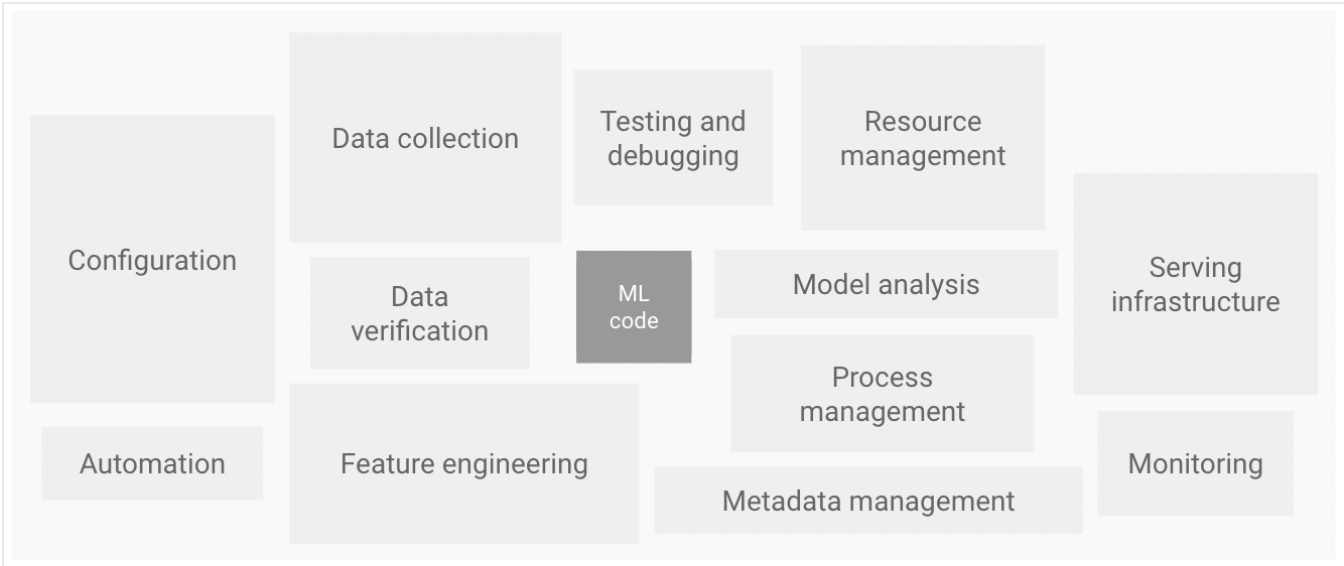 Configuration
Automation
Data collection
Data
verification
Feature engineering
Testing and
debugging
ML
code
Resource
management
Model analysis
Process
management
Metadata management
Serving
infrastructure
Monitoring